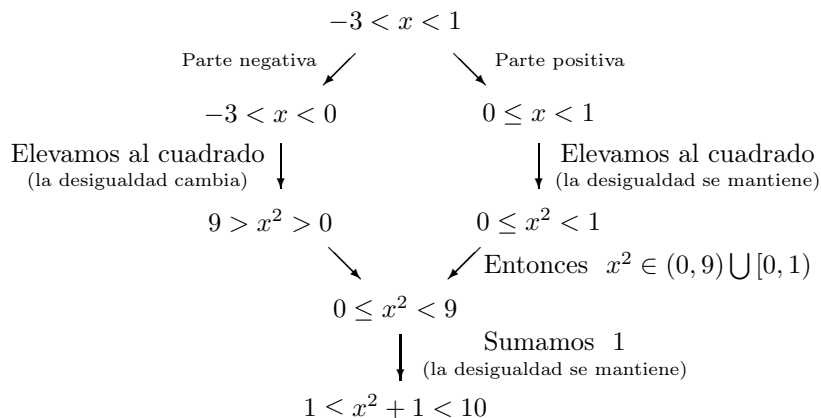 −3 < x < 1
Parte negativa Parte positiva
−3 < x < 0 0 ≤ x < 1
Elevamos al cuadrado Elevamos al cuadrado
(la desigualdad cambia) (la desigualdad se mantiene)
9 > x² > 0 0 ≤ x² < 1
Entonces x² ∈ (0, 9) ⋃ [0, 1)
0 ≤ x² < 9
Sumamos 1
(la desigualdad se mantiene)
1 ≤ x² + 1 < 10